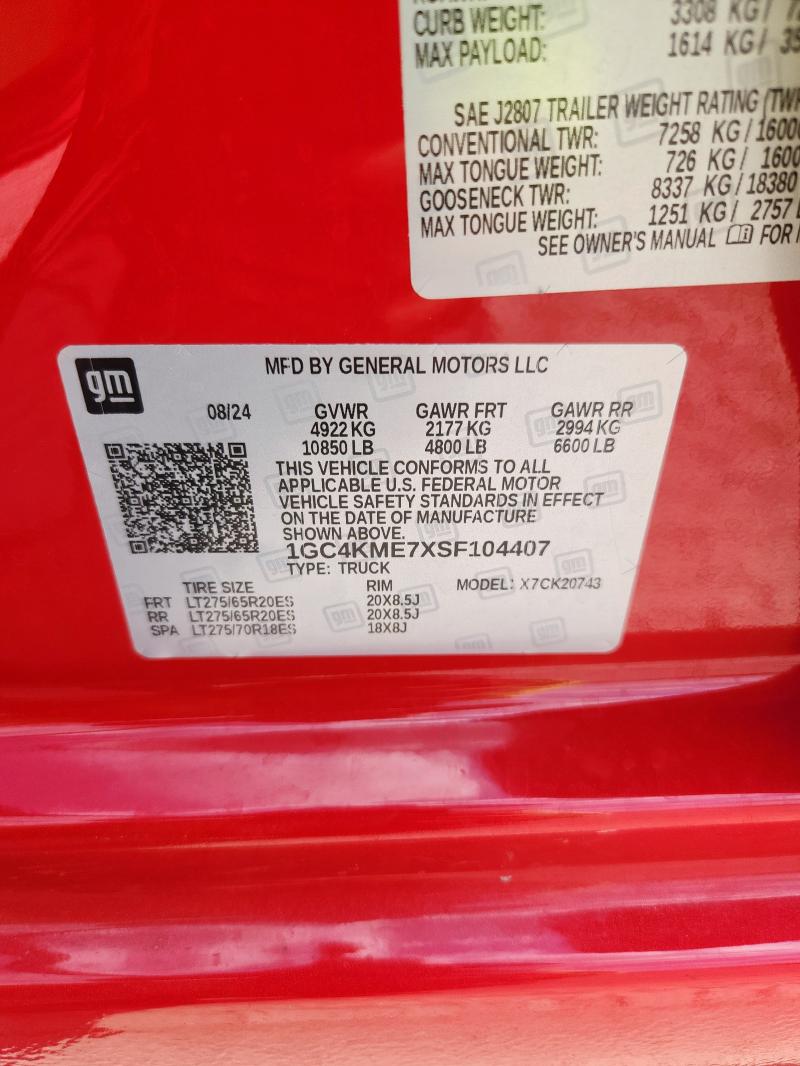 CURB WEIGHT: 3308 KG/
MAX PAYLOAD: 1614 KG/ 35
SAE J2807 TRAILER WEIGHT RATING (TWR
CONVENTIONAL TWR: 7258 KG/16000
MAX TONGUE WEIGHT: 726 KG/ 1600
GOOSENECK TWR: 8337 KG/18380
MAX TONGUE WEIGHT: 1251 KG/ 2757 L
SEE OWNER'S MANUAL FOR
gm
MFD BY GENERAL MOTORS LLC
08/24 GVWR GAWR FRT GAWR RR
4922 KG 2177 KG 2994 KG
10850 LB 4800 LB 6600 LB
THIS VEHICLE CONFORMS TO ALL
APPLICABLE U.S. FEDERAL MOTOR
VEHICLE SAFETY STANDARDS IN EFFECT
ON THE DATE OF MANUFACTURE
SHOWN ABOVE.
1GC4KME7XSF104407
TYPE: TRUCK
TIRE SIZE RIM MODEL: X7CK20743
FRT LT275/65R20ES 20X8.5J
RR LT275/65R20ES 20X8.5J
SPA LT275/70R18ES 18X8J